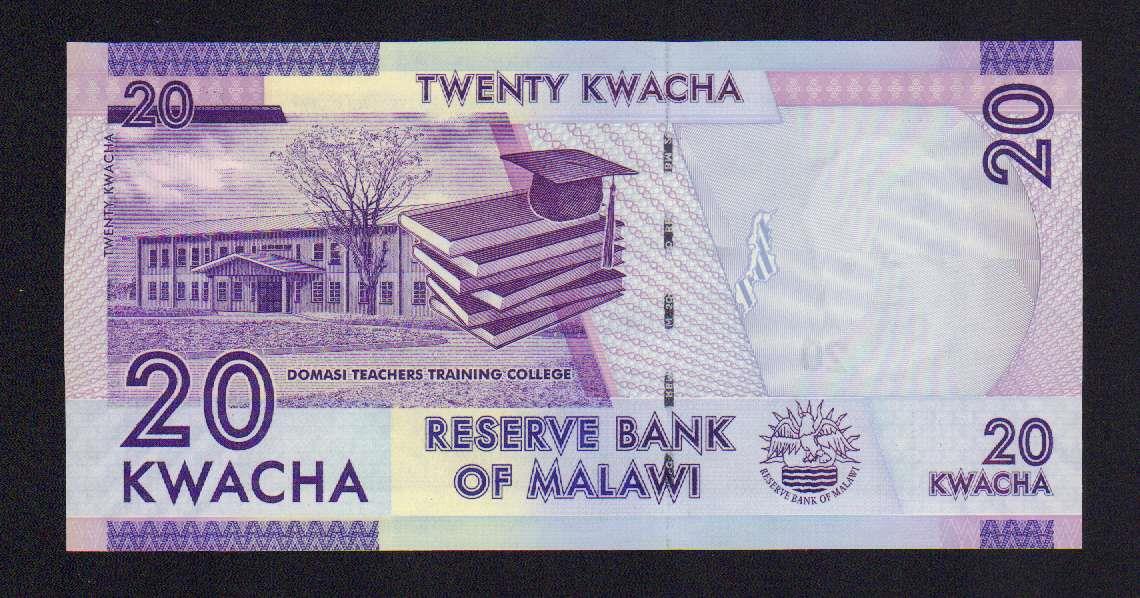 TWENTY KWACHA
20
20
TWENTY KWACHA
20
KWACHA
DOMASI TEACHERS TRAINING COLLEGE
RESERVE BANK
OF MALAWI
RESERVE BANK OF MALAWI
20
KWACHA